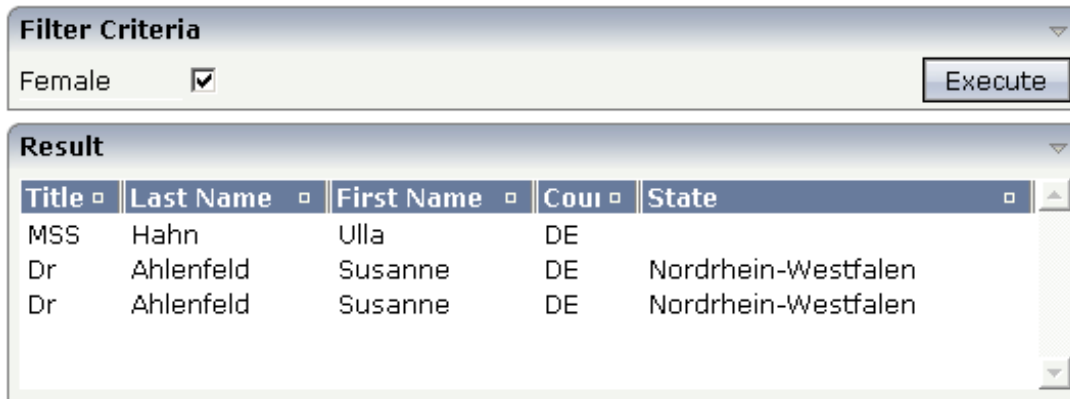 Filter Criteria
Female Execute
Result
Title Last Name First Name Cour State
MSS Hahn Ulla DE
Dr Ahlenfeld Susanne DE Nordrhein-Westfalen
Dr Ahlenfeld Susanne DE Nordrhein-Westfalen